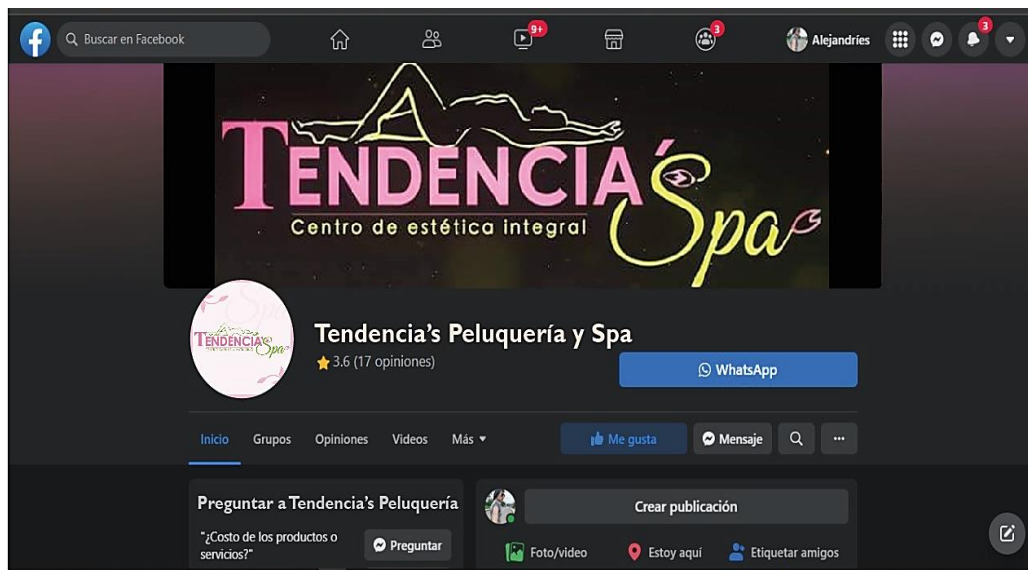 Buscar en Facebook
9+
3
Alejandríes
3
TENDENCIA´S
Spa
Centro de estética integral
TENDENCIA'S
Spa
Tendencia's Peluquería y Spa
3.6 (17 opiniones)
WhatsApp
Inicio Grupos Opiniones Videos Más
Me gusta Mensaje
Preguntar a Tendencia's Peluquería
"¿Costo de los productos o
servicios?"
Preguntar
Crear publicación
Foto/video Estoy aquí Etiquetar amigos